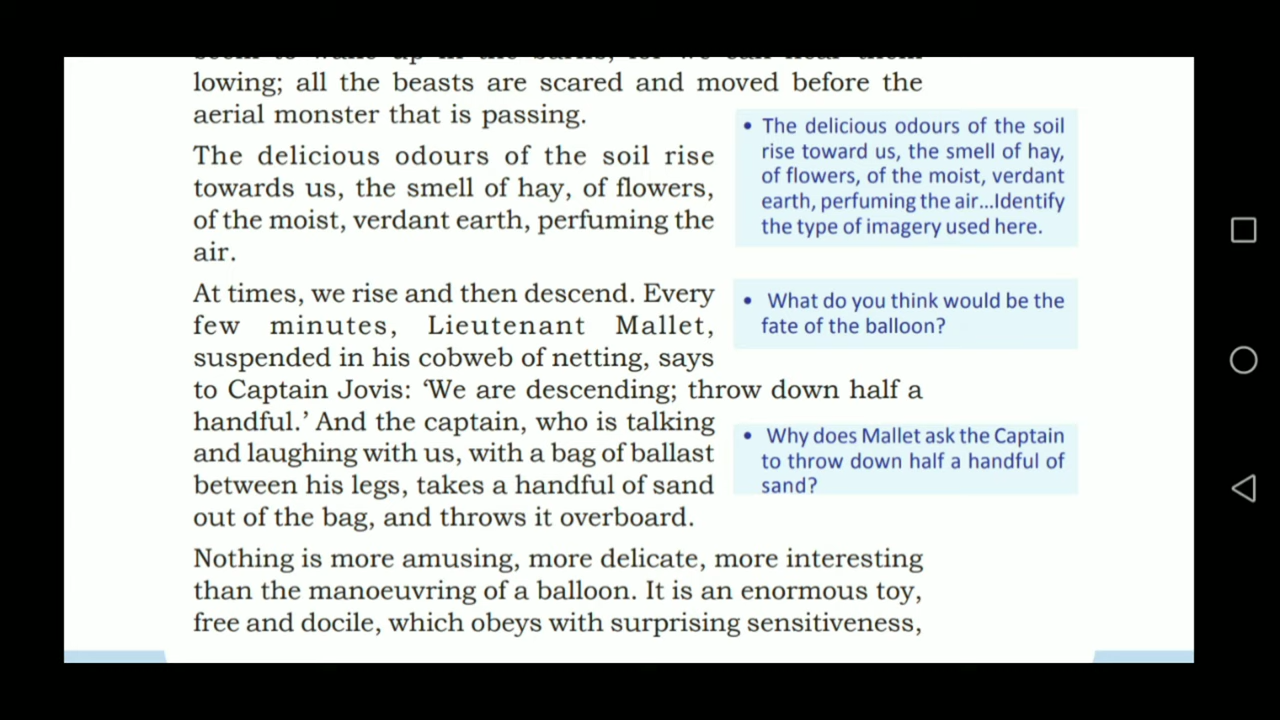 lowing; all the beasts are scared and moved before the
aerial monster that is passing.
The delicious odours of the soil rise
towards us, the smell of hay, of flowers,
of the moist, verdant earth, perfuming the
air.
• The delicious odours of the soil
rise toward us, the smell of hay,
of flowers, of the moist, verdant
earth, perfuming the air...Identify
the type of imagery used here.
At times, we rise and then descend. Every
few minutes, Lieutenant Mallet,
suspended in his cobweb of netting, says
to Captain Jovis: ‘We are descending; throw down half a
handful.’ And the captain, who is talking
and laughing with us, with a bag of ballast
between his legs, takes a handful of sand
out of the bag, and throws it overboard.
• What do you think would be the
fate of the balloon?
• Why does Mallet ask the Captain
to throw down half a handful of
sand?
Nothing is more amusing, more delicate, more interesting
than the manoeuvring of a balloon. It is an enormous toy,
free and docile, which obeys with surprising sensitiveness,